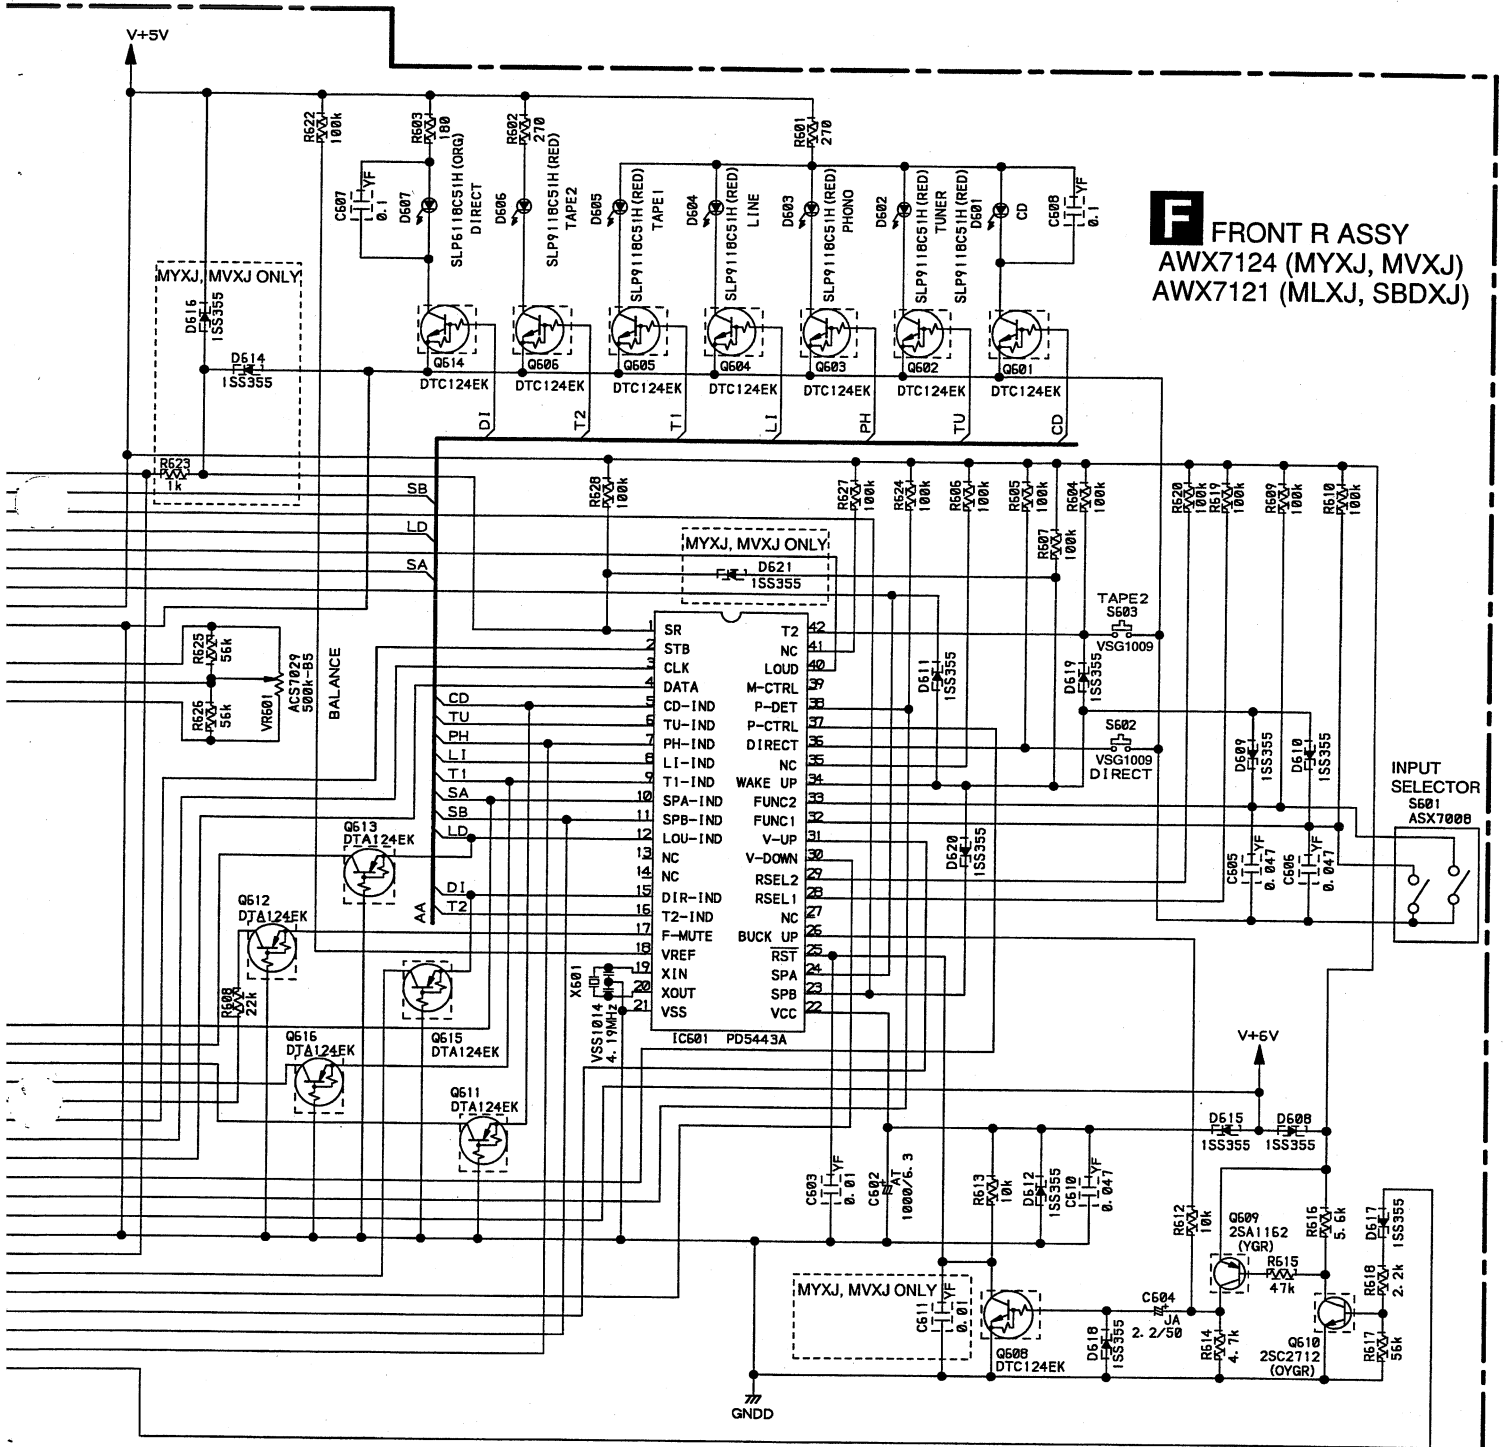 V+5V
R622
100k
R603
180
R602
270
R601
270
C607
YF
0.1
D607
SLP6118C51H(ORG)
DIRECT
D606
SLP9118C51H(RED)
TAPE2
D605
SLP9118C51H(RED)
TAPE1
D604
SLP9118C51H(RED)
LINE
D603
SLP9118C51H(RED)
PHONO
D602
SLP9118C51H(RED)
TUNER
SLP9118C51H(RED)
D601
CD
C608
YF
0.1
F FRONT R ASSY
AWX7124 (MYXJ, MVXJ)
AWX7121 (MLXJ, SBDXJ)
MYXJ, MVXJ ONLY
D616
1SS355
D614
1SS355
R623
1k
Q614
DTC124EK
Q606
DTC124EK
Q605
DTC124EK
Q604
DTC124EK
Q603
DTC124EK
Q602
DTC124EK
Q601
DTC124EK
DI
T2
T1
LI
PH
TU
CD
SB
LD
SA
R628
100k
R627
100k
R624
100k
R606
100k
R605
100k
R604
100k
R607
100k
R620
100k
R619
100k
R609
100k
R610
100k
MYXJ, MVXJ ONLY
D621
1SS355
TAPE2
S603
VSG1009
R625
56k
R626
56k
VR601
ACS7029
500k-B5
BALANCE
1 SR
2 STB
3 CLK
4 DATA
5 CD-IND
6 TU-IND
7 PH-IND
8 LI-IND
9 T1-IND
10 SPA-IND
11 SPB-IND
12 LOU-IND
13 NC
14 NC
15 DIR-IND
16 T2-IND
17 F-MUTE
18 VREF
19 XIN
20 XOUT
21 VSS
T2 42
NC 41
LOUD 40
M-CTRL 39
P-DET 38
P-CTRL 37
DIRECT 36
NC 35
WAKE UP 34
FUNC2 33
FUNC1 32
V-UP 31
V-DOWN 30
RSEL2 29
RSEL1 28
NC 27
BUCK UP 26
RST 25
SPA 24
SPB 23
VCC 22
IC601 PD5443A
CD
TU
PH
LI
T1
SA
SB
LD
DI
T2
AA
D611
1SS355
D619
1SS355
S602
VSG1009
DIRECT
D609
1SS355
D610
1SS355
D620
1SS355
C605
YF
0.047
C606
YF
0.047
INPUT
SELECTOR
S601
ASX7008
Q613
DTA124EK
Q612
DTA124EK
R608
22k
Q615
DTA124EK
Q616
DTA124EK
Q611
DTA124EK
X601
VSS1014
4.19MHz
V+6V
D615
1SS355
D608
1SS355
C603
YF
0.01
C602
AT
1000/6.3
R613
10k
D612
1SS355
C610
YF
0.047
R612
10k
Q609
2SA1162
(YGR)
R615
47k
R616
5.6k
D617
1SS355
R618
2.2k
MYXJ, MVXJ ONLY
C611
YF
0.01
Q608
DTC124EK
D618
1SS355
C604
JA
2.2/50
R614
4.7k
Q610
2SC2712
(OYGR)
R617
56k
GNDD